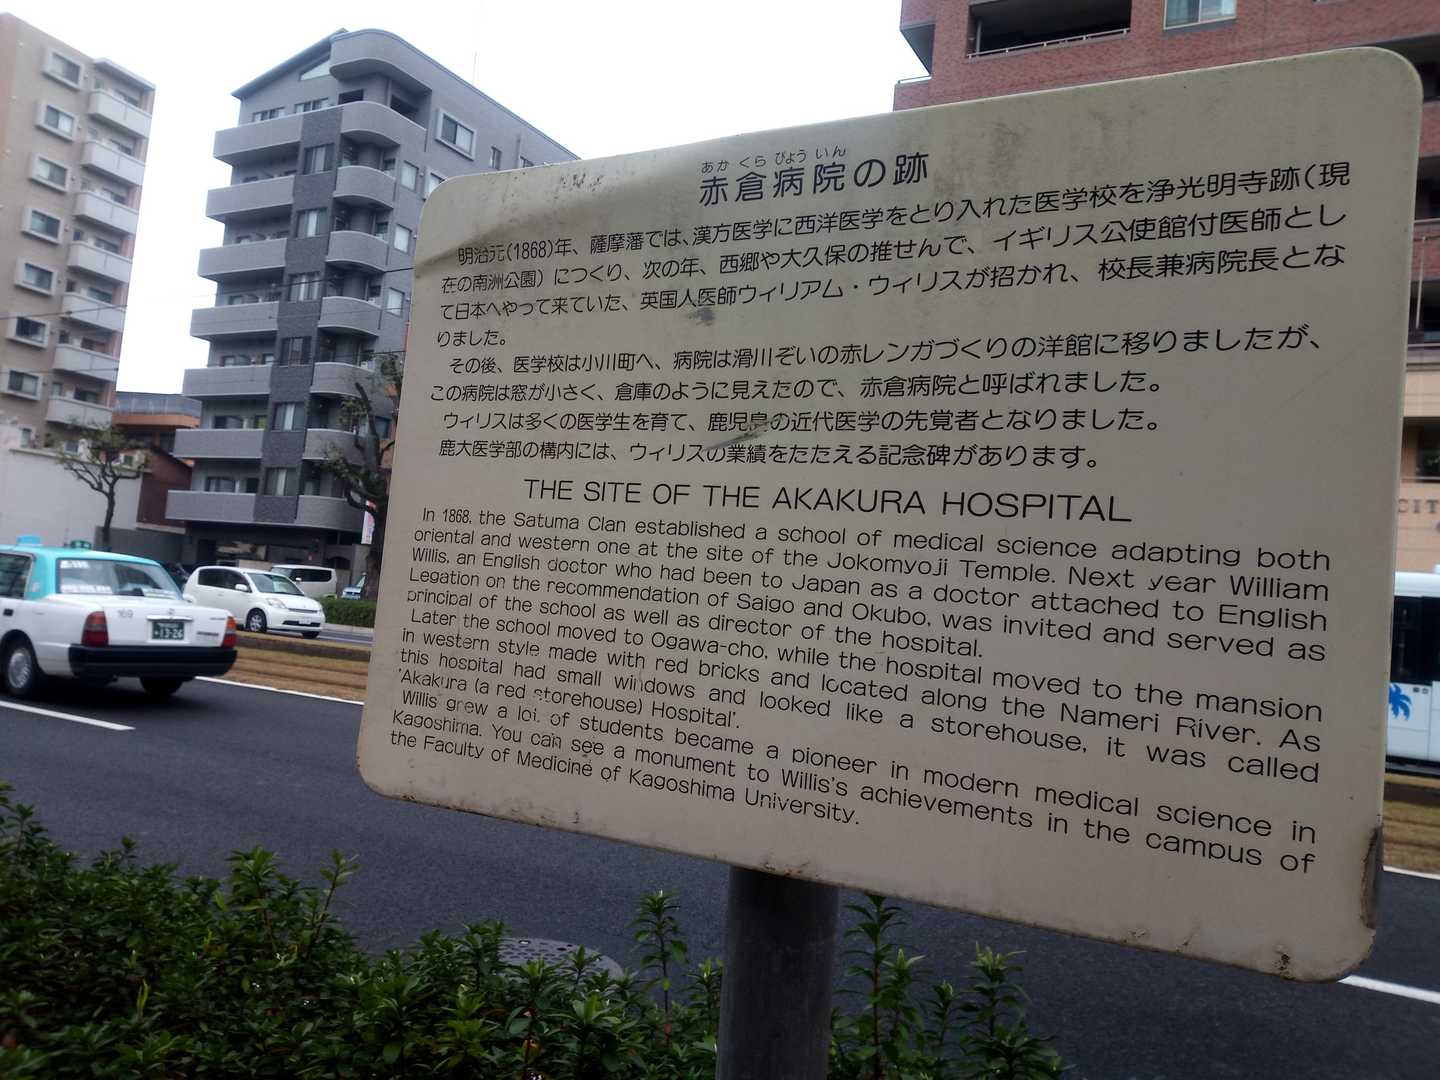 あか くら びょう いん
赤倉病院の跡
明治元(1868)年、薩摩藩では、漢方医学に西洋医学をとり入れた医学校を浄光明寺跡(現
在の南洲公園)につくり、次の年、西郷や大久保の推せんで、イギリス公使館付医師とし
て日本へやって来ていた、英国人医師ウィリアム・ウィリスが招かれ、校長兼病院長とな
りました。
その後、医学校は小川町へ、病院は滑川ぞいの赤レンガづくりの洋館に移りましたが、
この病院は窓が小さく、倉庫のように見えたので、赤倉病院と呼ばれました。
ウィリスは多くの医学生を育て、鹿児島の近代医学の先覚者となりました。
鹿大医学部の構内には、ウィリスの業績をたたえる記念碑があります。
THE SITE OF THE AKAKURA HOSPITAL
In 1868, the Satuma Clan established a school of medical science adapting both
oriental and western one at the site of the Jokomyoji Temple. Next year William
Willis, an English doctor who had been to Japan as a doctor attached to English
Legation on the recommendation of Saigo and Okubo, was invited and served as
principal of the school as well as director of the hospital.
Later the school moved to Ogawa-cho, while the hospital moved to the mansion
in western style made with red bricks and located along the Nameri River. As
this hospital had small windows and looked like a storehouse, it was called
'Akakura (a red storehouse) Hospital'.
Willis grew a lot of students became a pioneer in modern medical science in
Kagoshima. You can see a monument to Willis's achievements in the campus of
the Faculty of Medicine of Kagoshima University.
169
13-26
CIT